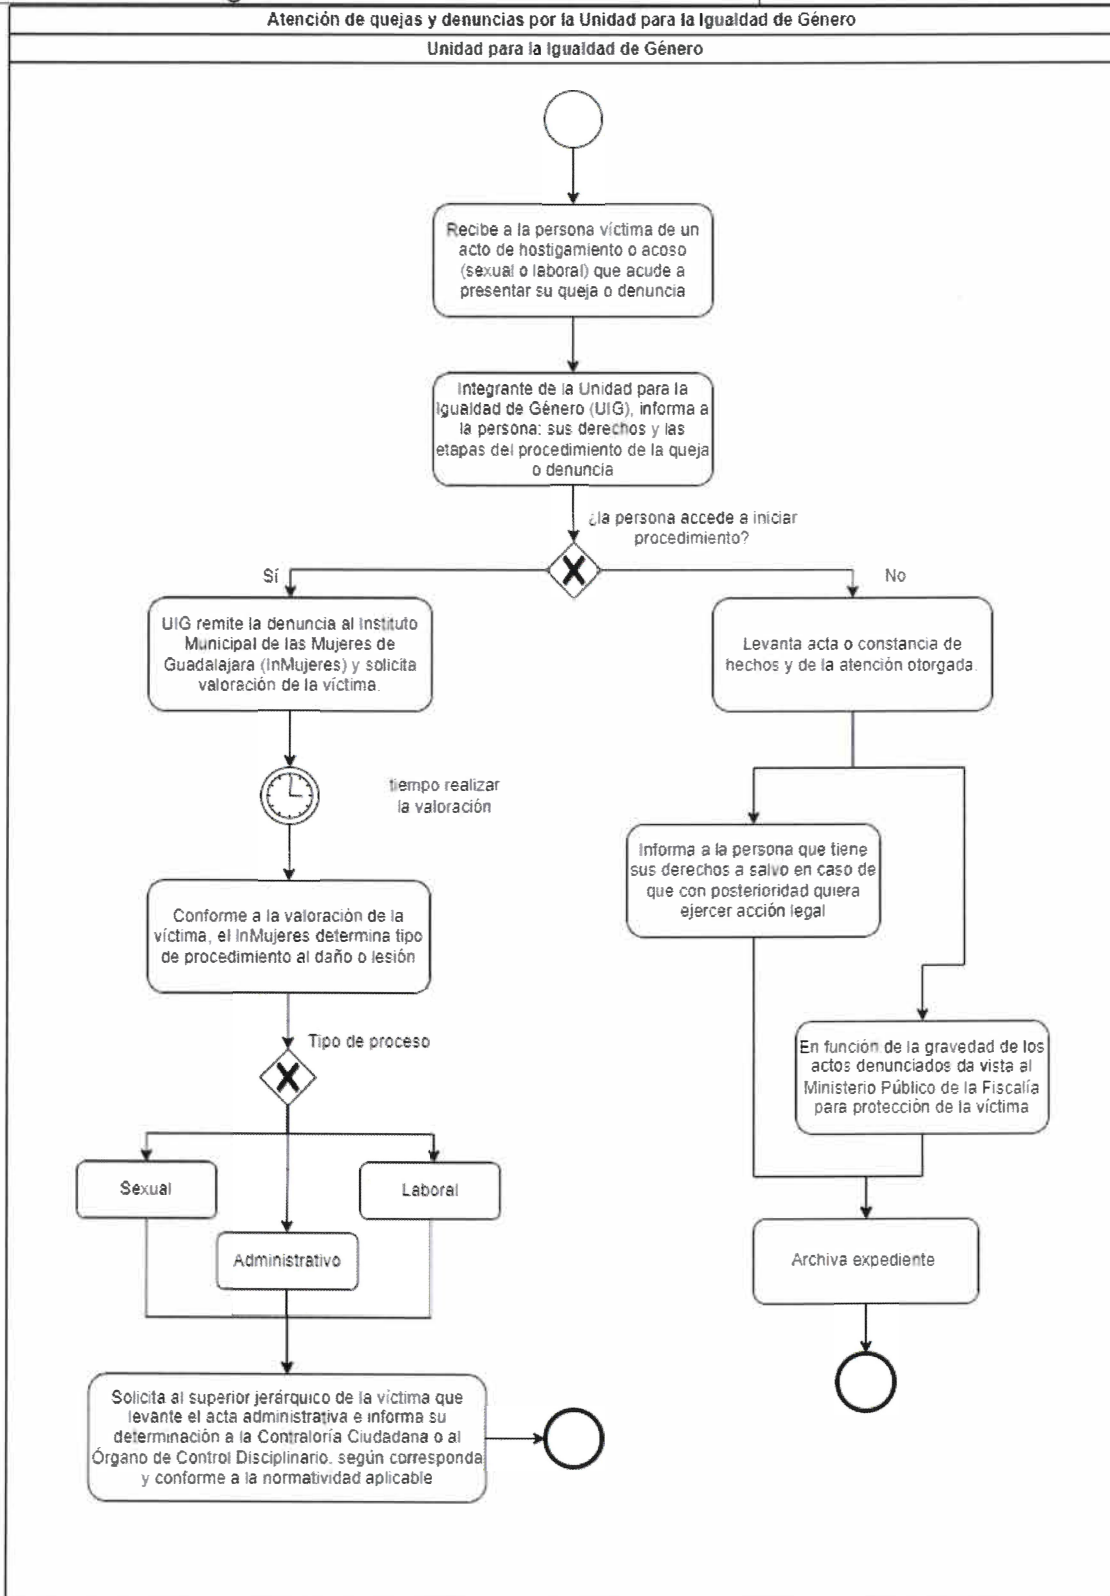 Atención de quejas y denuncias por la Unidad para la Igualdad de Género
Unidad para la Igualdad de Género
Recibe a la persona víctima de un
acto de hostigamiento o acoso
(sexual o laboral) que acude a
presentar su queja o denuncia
Integrante de la Unidad para la
Igualdad de Género (UIG), informa a
la persona: sus derechos y las
etapas del procedimiento de la queja
o denuncia
¿la persona accede a iniciar
procedimiento?
Sí
No
UIG remite la denuncia al Instituto
Municipal de las Mujeres de
Guadalajara (InMujeres) y solicita
valoración de la víctima.
Levanta acta o constancia de
hechos y de la atención otorgada.
tiempo realizar
la valoración
Informa a la persona que tiene
sus derechos a salvo en caso de
que con posterioridad quiera
ejercer acción legal
Conforme a la valoración de la
víctima, el InMujeres determina tipo
de procedimiento al daño o lesión
En función de la gravedad de los
actos denunciados da vista al
Ministerio Público de la Fiscalía
para protección de la víctima
Tipo de proceso
Sexual
Laboral
Administrativo
Archiva expediente
Solicita al superior jerárquico de la víctima que
levante el acta administrativa e informa su
determinación a la Contraloría Ciudadana o al
Órgano de Control Disciplinario. según corresponda
y conforme a la normatividad aplicable